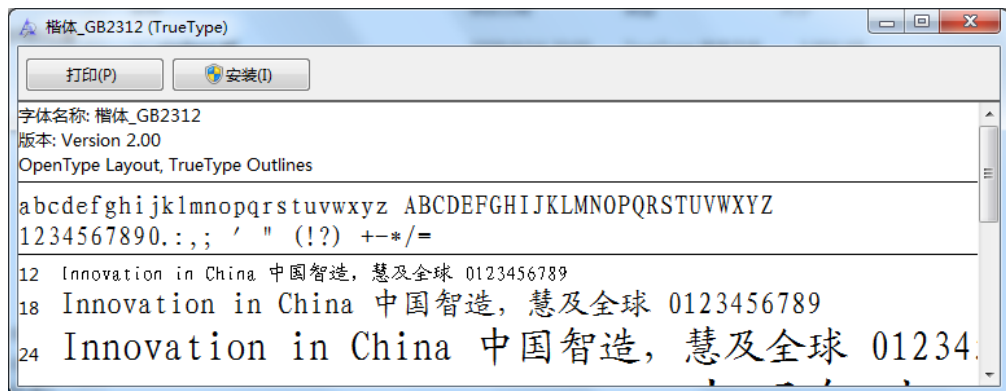 楷体_GB2312 (TrueType)
打印(P) 安装(I)
字体名称: 楷体_GB2312
版本: Version 2.00
OpenType Layout, TrueType Outlines
abcdefghijklmnopqrstuvwxyz ABCDEFGHIJKLMNOPQRSTUVWXYZ
1234567890.:,; ′ " (!?) +-*/=
12 Innovation in China 中国智造，慧及全球 0123456789
18 Innovation in China 中国智造，慧及全球 0123456789
24 Innovation in China 中国智造，慧及全球 01234